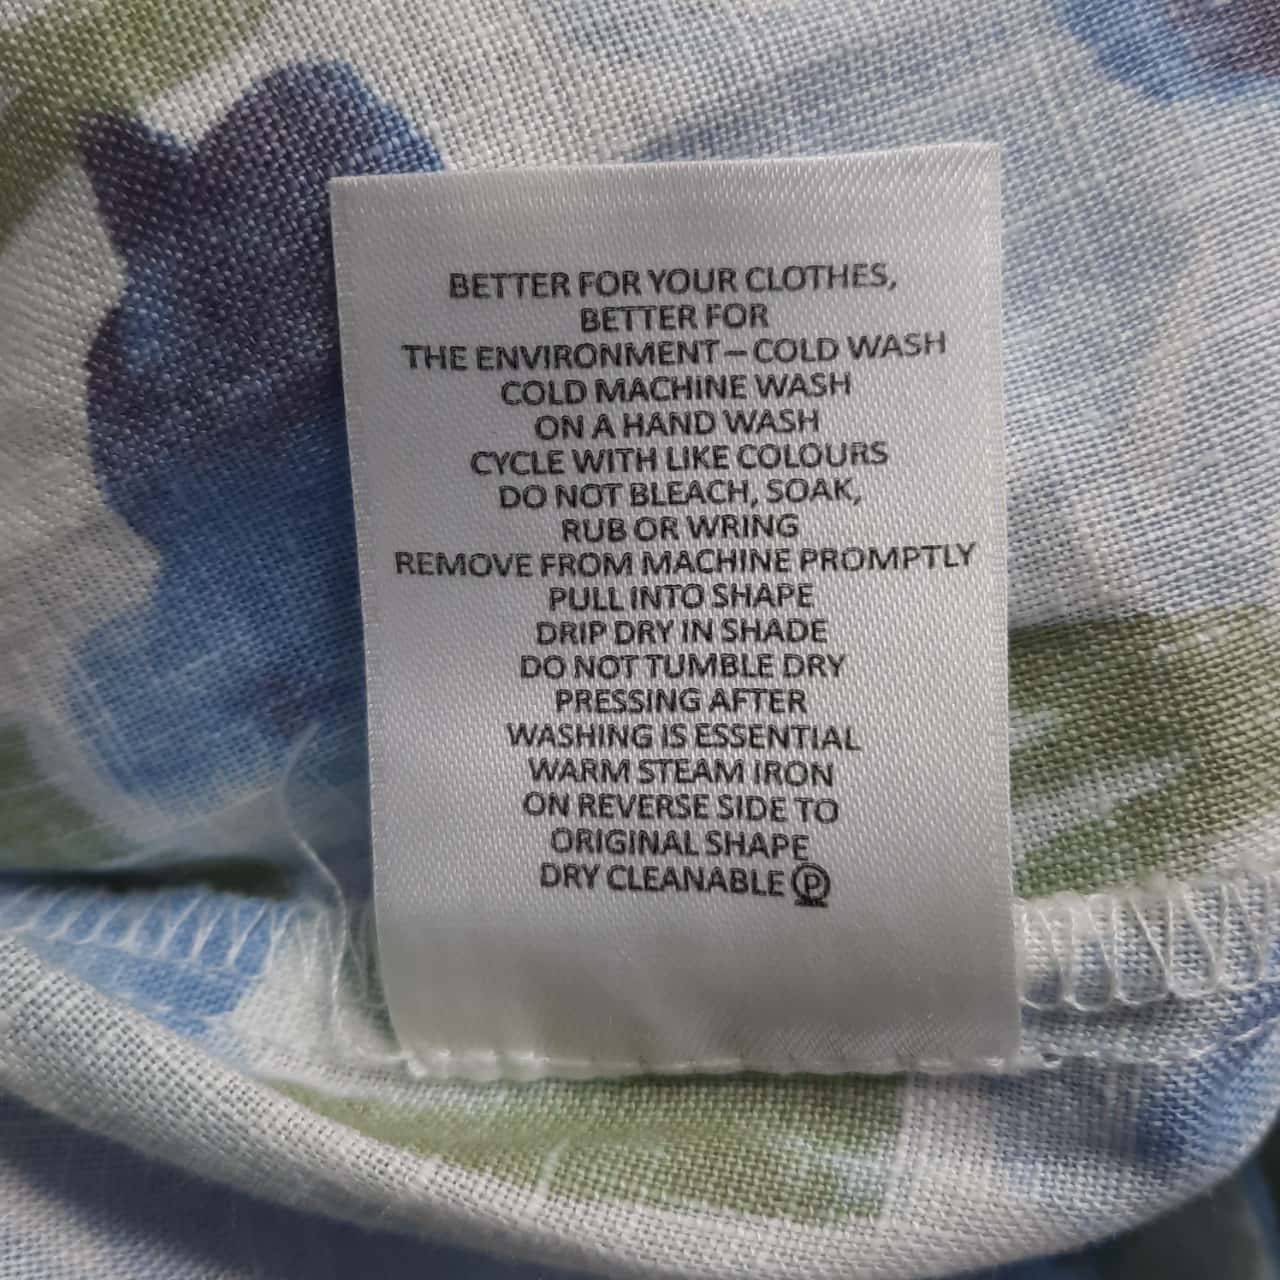 BETTER FOR YOUR CLOTHES,
BETTER FOR
THE ENVIRONMENT – COLD WASH
COLD MACHINE WASH
ON A HAND WASH
CYCLE WITH LIKE COLOURS
DO NOT BLEACH, SOAK,
RUB OR WRING
REMOVE FROM MACHINE PROMPTLY
PULL INTO SHAPE
DRIP DRY IN SHADE
DO NOT TUMBLE DRY
PRESSING AFTER
WASHING IS ESSENTIAL
WARM STEAM IRON
ON REVERSE SIDE TO
ORIGINAL SHAPE
DRY CLEANABLE Ⓟ